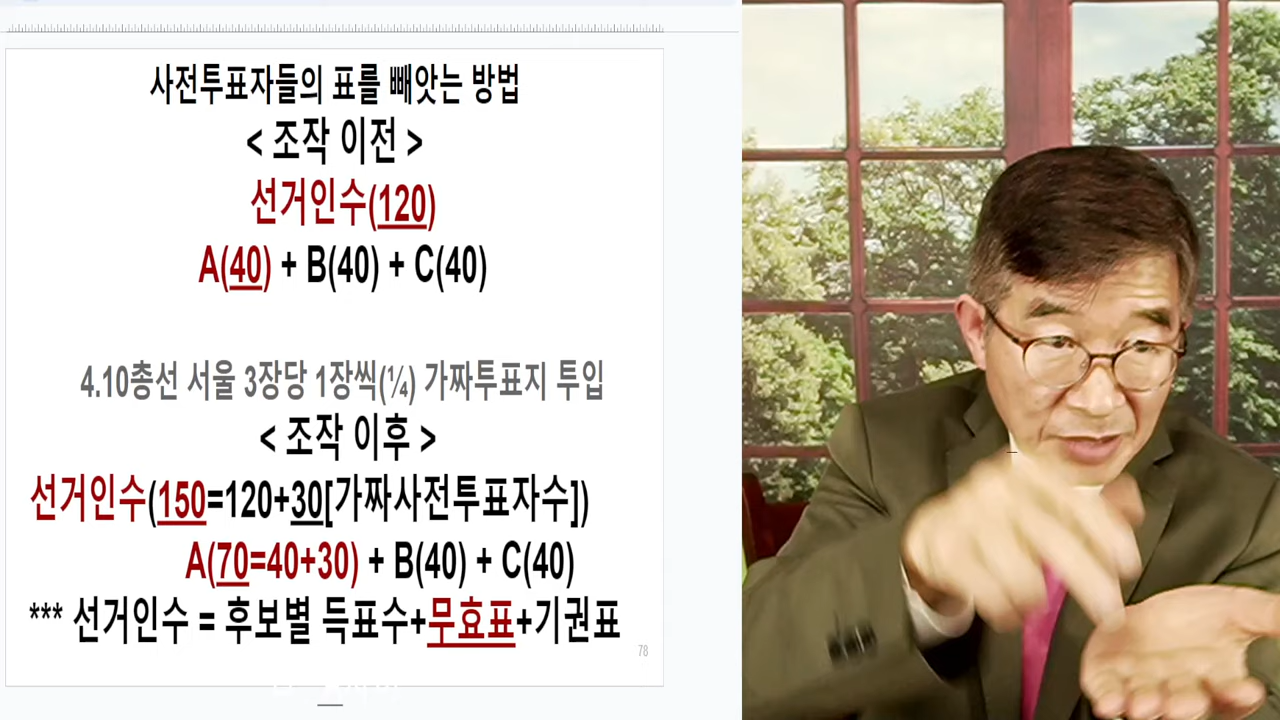 사전투표자들의 표를 빼앗는 방법
< 조작 이전 >
선거인수(120)
A(40) + B(40) + C(40)
4.10총선 서울 3장당 1장씩(¼) 가짜투표지 투입
< 조작 이후 >
선거인수(150=120+30[가짜사전투표자수])
A(70=40+30) + B(40) + C(40)
*** 선거인수 = 후보별 득표수+무효표+기권표
78